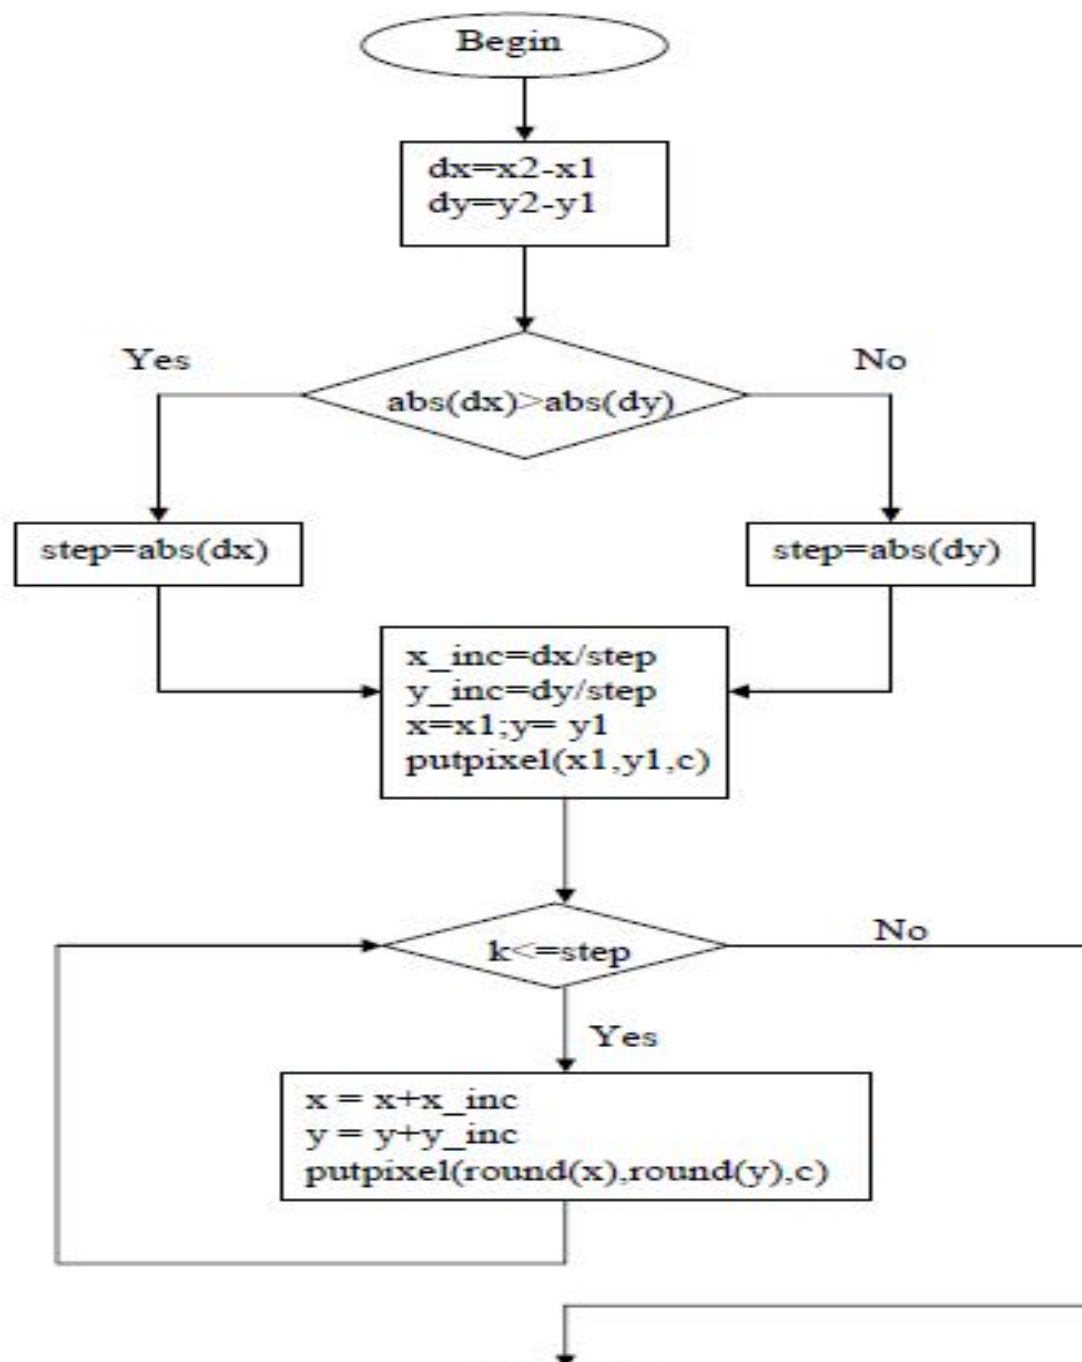 Begin
dx=x2-x1
dy=y2-y1
Yes
No
abs(dx)>abs(dy)
step=abs(dx)
step=abs(dy)
x_inc=dx/step
y_inc=dy/step
x=x1;y= y1
putpixel(x1,y1,c)
No
k<=step
Yes
x = x+x_inc
y = y+y_inc
putpixel(round(x),round(y),c)